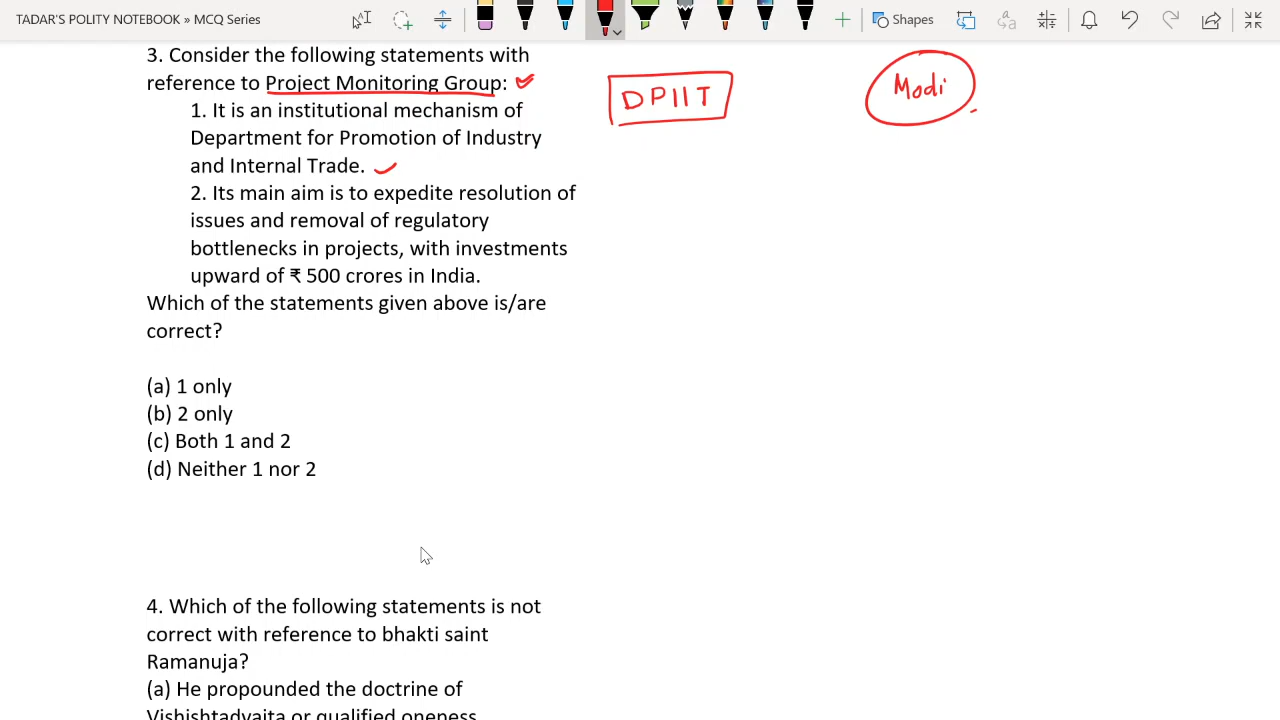 TADAR'S POLITY NOTEBOOK » MCQ Series
Shapes
3. Consider the following statements with
reference to Project Monitoring Group:
1. It is an institutional mechanism of
Department for Promotion of Industry
and Internal Trade.
2. Its main aim is to expedite resolution of
issues and removal of regulatory
bottlenecks in projects, with investments
upward of ₹ 500 crores in India.
Which of the statements given above is/are
correct?
(a) 1 only
(b) 2 only
(c) Both 1 and 2
(d) Neither 1 nor 2
DPIIT
Modi
4. Which of the following statements is not
correct with reference to bhakti saint
Ramanuja?
(a) He propounded the doctrine of
Vishishtadvaita or qualified oneness